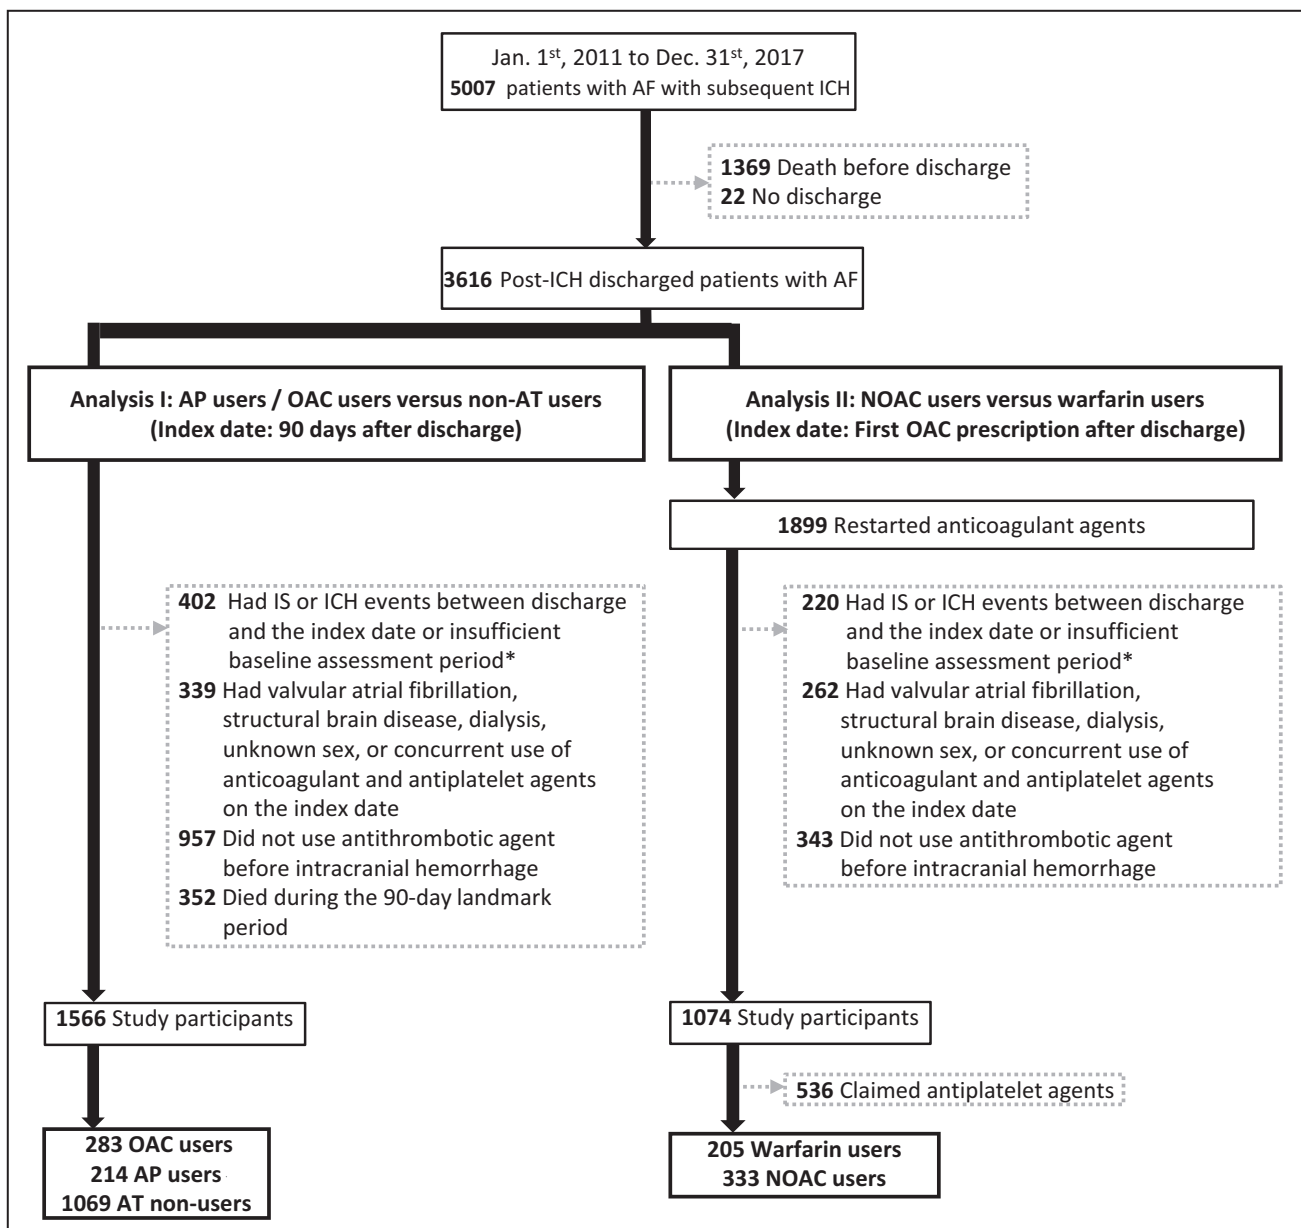 Jan. 1st, 2011 to Dec. 31st, 2017
5007 patients with AF with subsequent ICH
1369 Death before discharge
22 No discharge
3616 Post-ICH discharged patients with AF
Analysis I: AP users / OAC users versus non-AT users
(Index date: 90 days after discharge)
Analysis II: NOAC users versus warfarin users
(Index date: First OAC prescription after discharge)
1899 Restarted anticoagulant agents
402 Had IS or ICH events between discharge
and the index date or insufficient
baseline assessment period*
339 Had valvular atrial fibrillation,
structural brain disease, dialysis,
unknown sex, or concurrent use of
anticoagulant and antiplatelet agents
on the index date
957 Did not use antithrombotic agent
before intracranial hemorrhage
352 Died during the 90-day landmark
period
220 Had IS or ICH events between discharge
and the index date or insufficient
baseline assessment period*
262 Had valvular atrial fibrillation,
structural brain disease, dialysis,
unknown sex, or concurrent use of
anticoagulant and antiplatelet agents
on the index date
343 Did not use antithrombotic agent
before intracranial hemorrhage
1566 Study participants
1074 Study participants
536 Claimed antiplatelet agents
283 OAC users
214 AP users
1069 AT non-users
205 Warfarin users
333 NOAC users